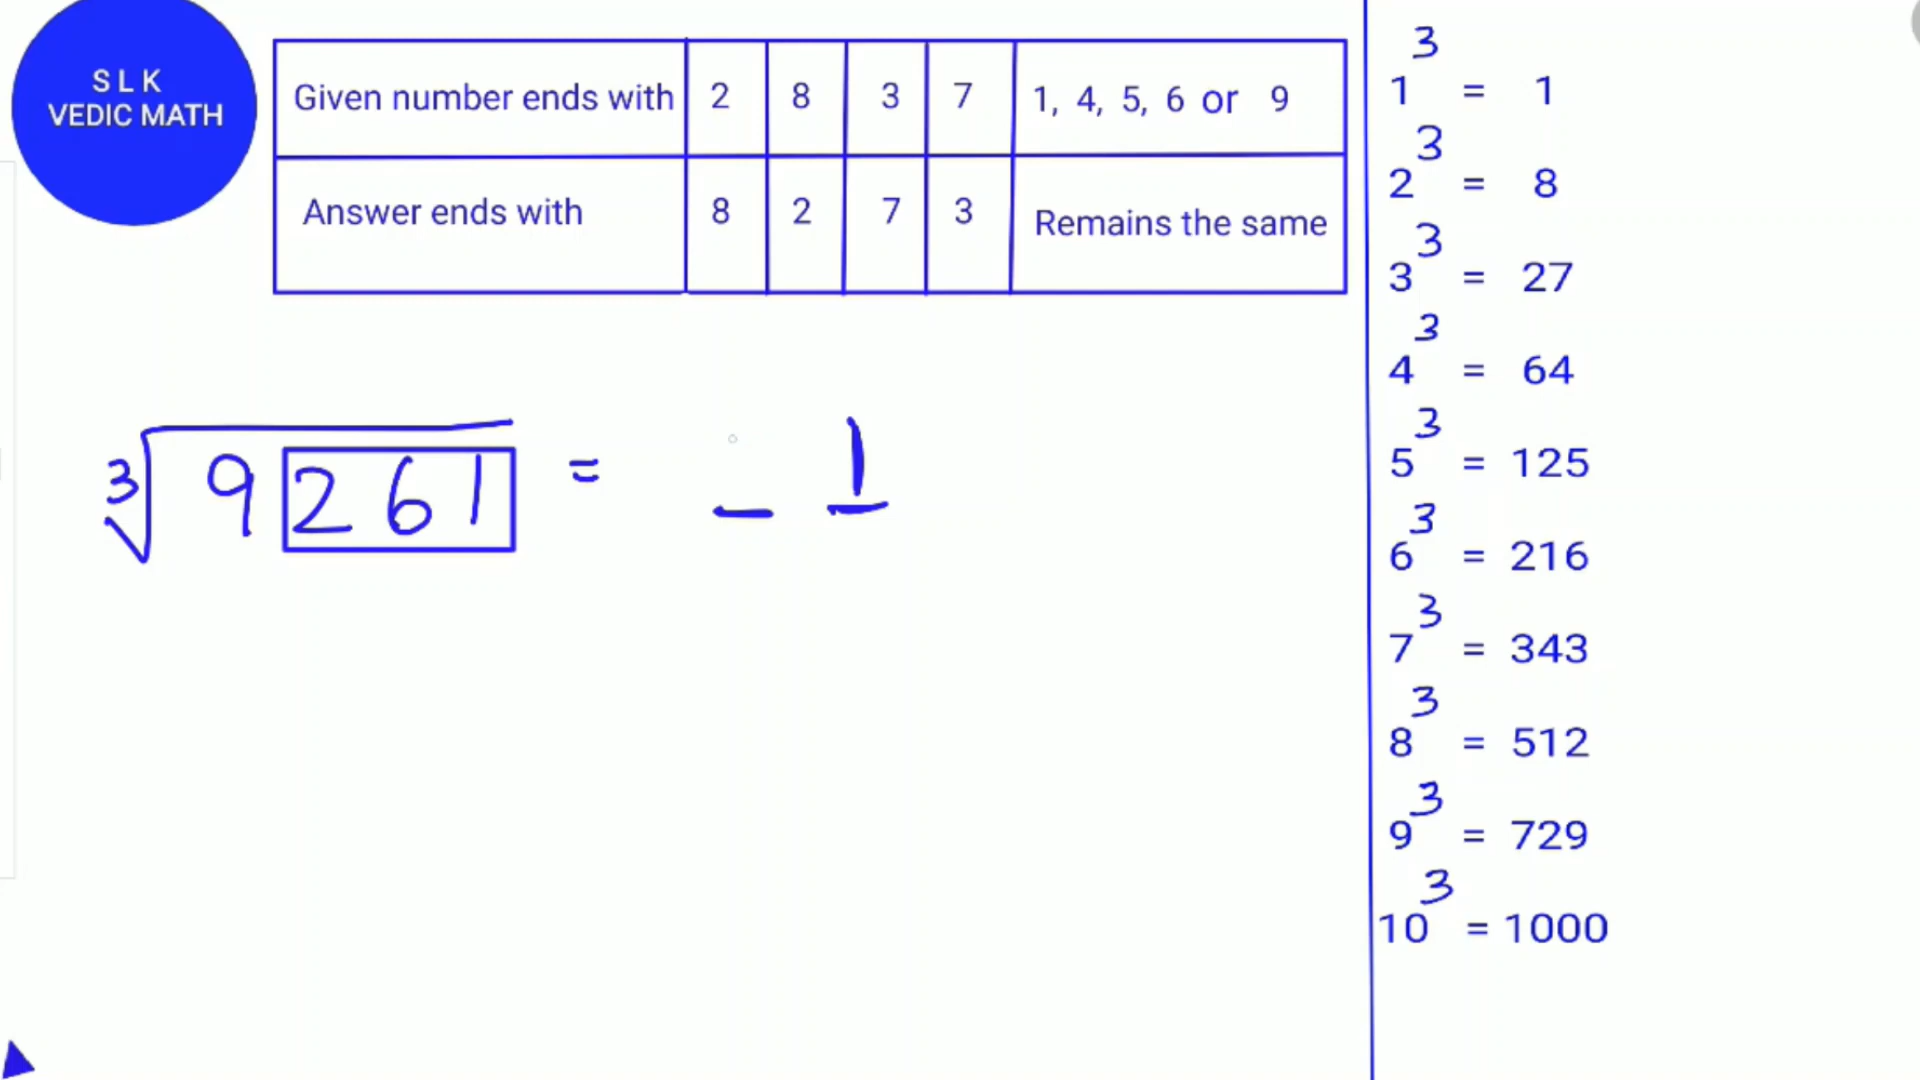 S L K
VEDIC MATH
Given number ends with 2 8 3 7 1, 4, 5, 6 or 9
Answer ends with 8 2 7 3 Remains the same
∛9261 = _ 1
1³ = 1
2³ = 8
3³ = 27
4³ = 64
5³ = 125
6³ = 216
7³ = 343
8³ = 512
9³ = 729
10³ = 1000